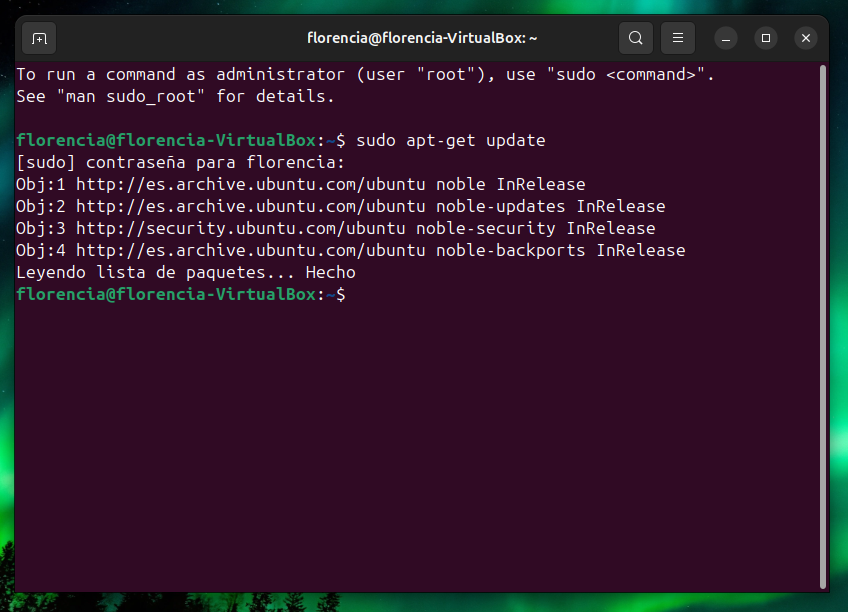 florencia@florencia-VirtualBox: ~
To run a command as administrator (user "root"), use "sudo <command>".
See "man sudo_root" for details.
florencia@florencia-VirtualBox:~$ sudo apt-get update
[sudo] contraseña para florencia:
Obj:1 http://es.archive.ubuntu.com/ubuntu noble InRelease
Obj:2 http://es.archive.ubuntu.com/ubuntu noble-updates InRelease
Obj:3 http://security.ubuntu.com/ubuntu noble-security InRelease
Obj:4 http://es.archive.ubuntu.com/ubuntu noble-backports InRelease
Leyendo lista de paquetes... Hecho
florencia@florencia-VirtualBox:~$